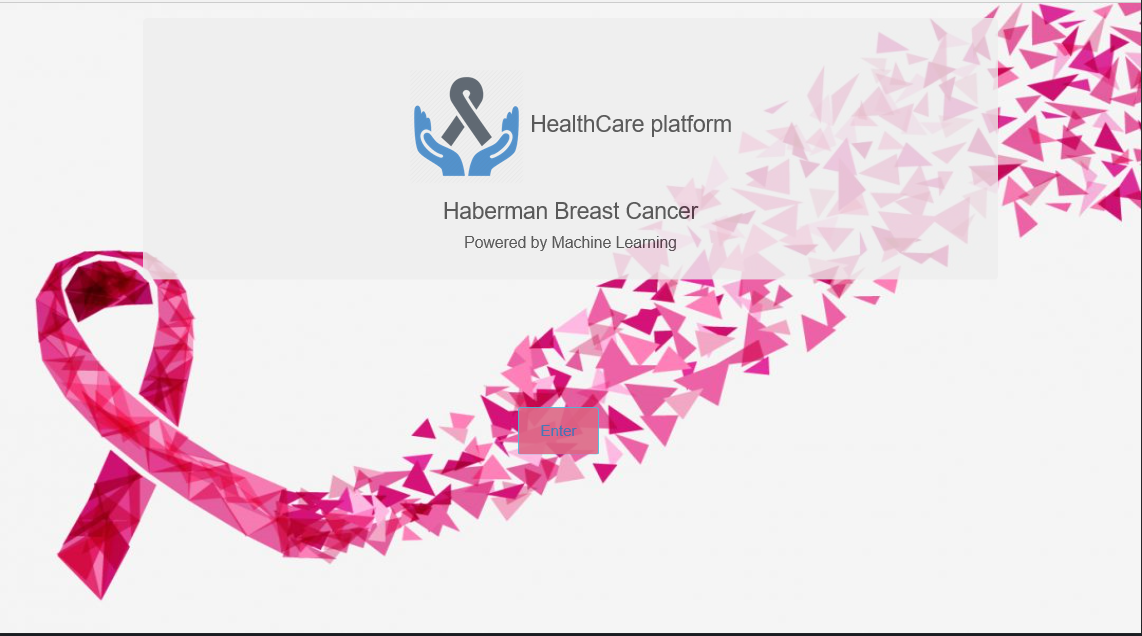 HealthCare platform
Haberman Breast Cancer
Powered by Machine Learning
Enter